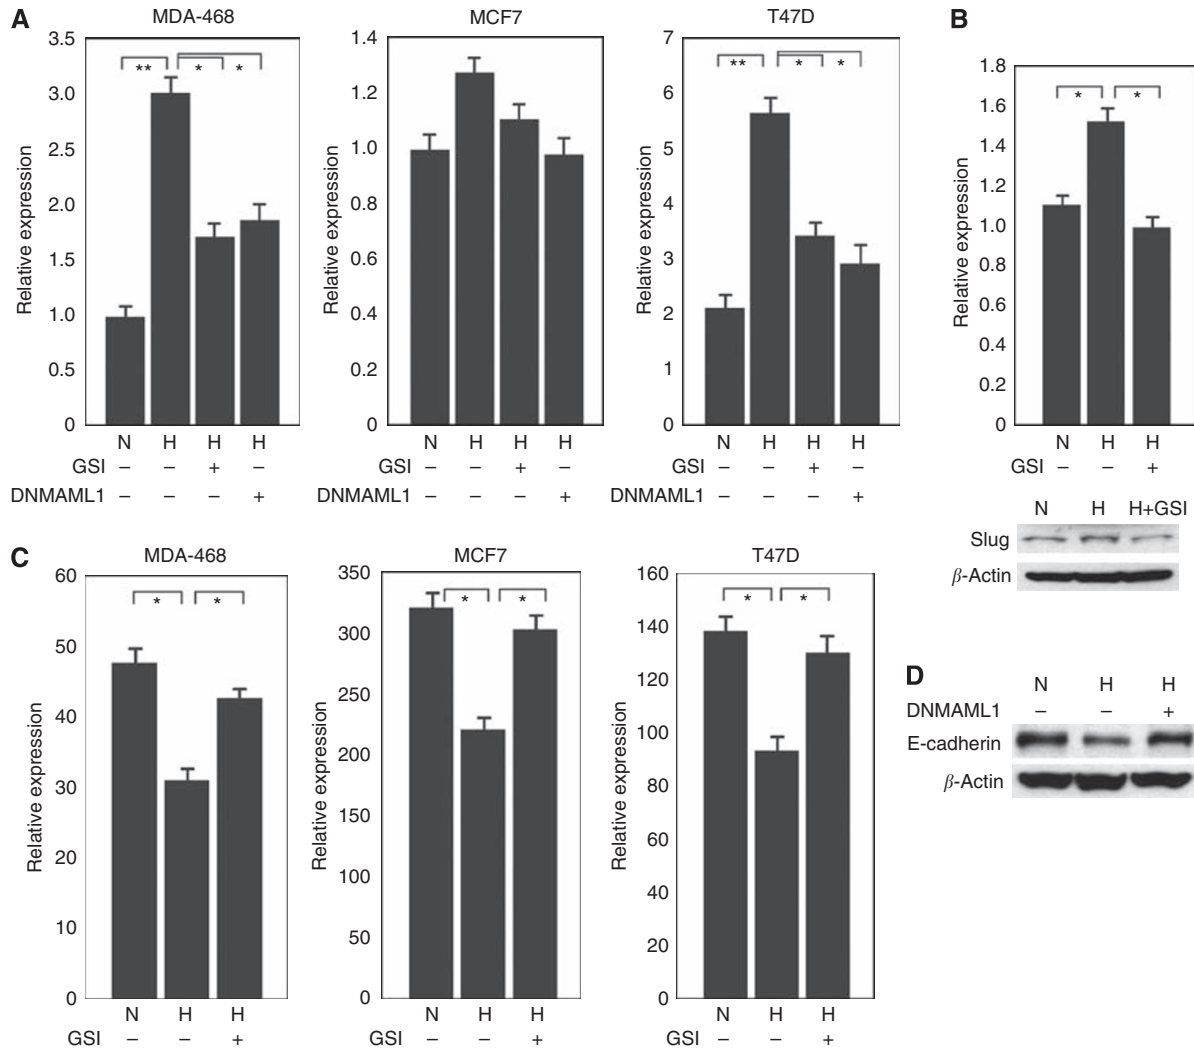 A
MDA-468
MCF7
T47D
Relative expression
3.5
3.0
2.5
2.0
1.5
1.0
0.5
0
** * *
N H H H
GSI – – + –
DNMAML1 – – – +
Relative expression
1.4
1.2
1.0
0.8
0.6
0.4
0.2
0
N H H H
– – + –
DNMAML1 – – – +
Relative expression
7
6
5
4
3
2
1
0
** * *
N H H H
GSI – – + –
DNMAML1 – – – +
B
Relative expression
1.8
1.6
1.4
1.2
1.0
0.8
0.6
0.4
0.2
0
* *
N H H
GSI – – +
N H H+GSI
Slug
β-Actin
C
MDA-468
MCF7
T47D
Relative expression
60
50
40
30
20
10
0
* *
N H H
GSI – – +
Relative expression
350
300
250
200
150
100
50
0
* *
N H H
GSI – – +
Relative expression
160
140
120
100
80
60
40
20
0
* *
N H H
GSI – – +
D
N H H
DNMAML1 – – +
E-cadherin
β-Actin